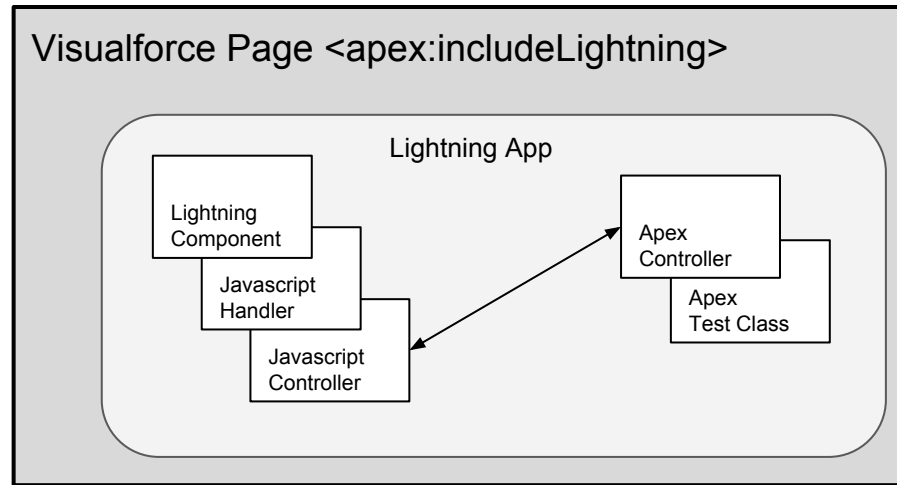 Visualforce Page <apex:includeLightning>
Lightning App
Lightning
Component
Javascript
Handler
Javascript
Controller
Apex
Controller
Apex
Test Class